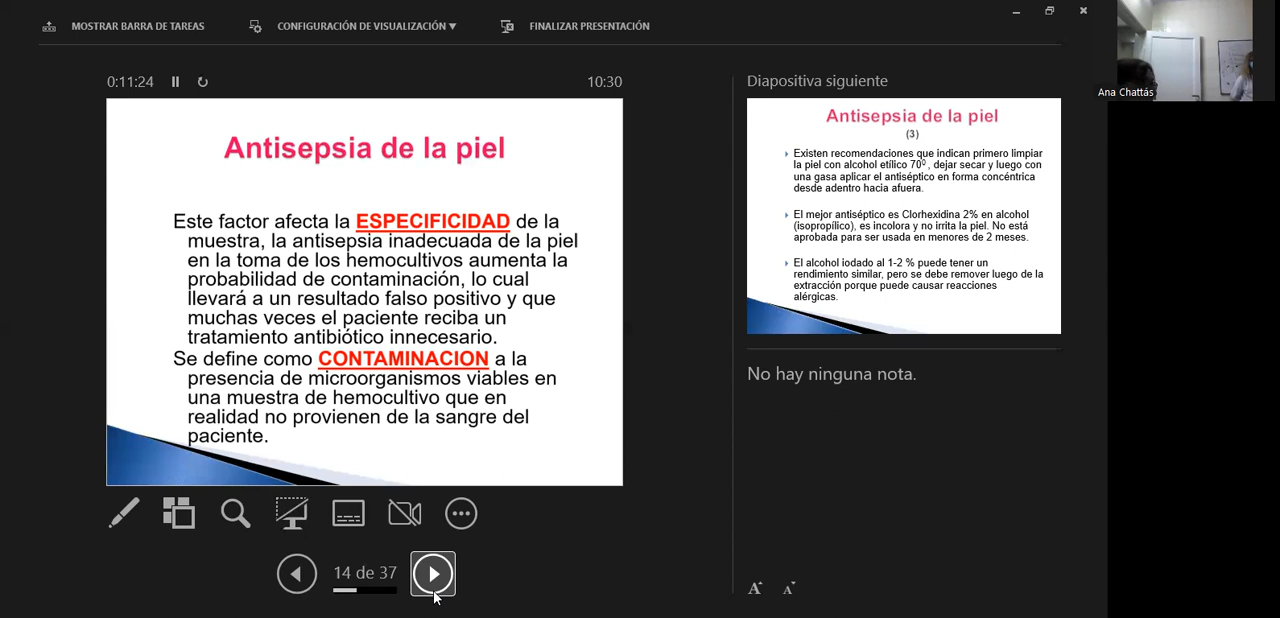 MOSTRAR BARRA DE TAREAS
CONFIGURACIÓN DE VISUALIZACIÓN ▼
FINALIZAR PRESENTACIÓN
0:11:24
10:30
Antisepsia de la piel
Este factor afecta la ESPECIFICIDAD de la
muestra, la antisepsia inadecuada de la piel
en la toma de los hemocultivos aumenta la
probabilidad de contaminación, lo cual
llevará a un resultado falso positivo y que
muchas veces el paciente reciba un
tratamiento antibiótico innecesario.
Se define como CONTAMINACION a la
presencia de microorganismos viables en
una muestra de hemocultivo que en
realidad no provienen de la sangre del
paciente.
14 de 37
Diapositiva siguiente
Antisepsia de la piel
(3)
Existen recomendaciones que indican primero limpiar
la piel con alcohol etílico 70⁰ , dejar secar y luego con
una gasa aplicar el antiséptico en forma concéntrica
desde adentro hacia afuera.
El mejor antiséptico es Clorhexidina 2% en alcohol
(isopropílico), es incolora y no irrita la piel. No está
aprobada para ser usada en menores de 2 meses.
El alcohol iodado al 1-2 % puede tener un
rendimiento similar, pero se debe remover luego de la
extracción porque puede causar reacciones
alérgicas.
No hay ninguna nota.
A A
Ana Chattás